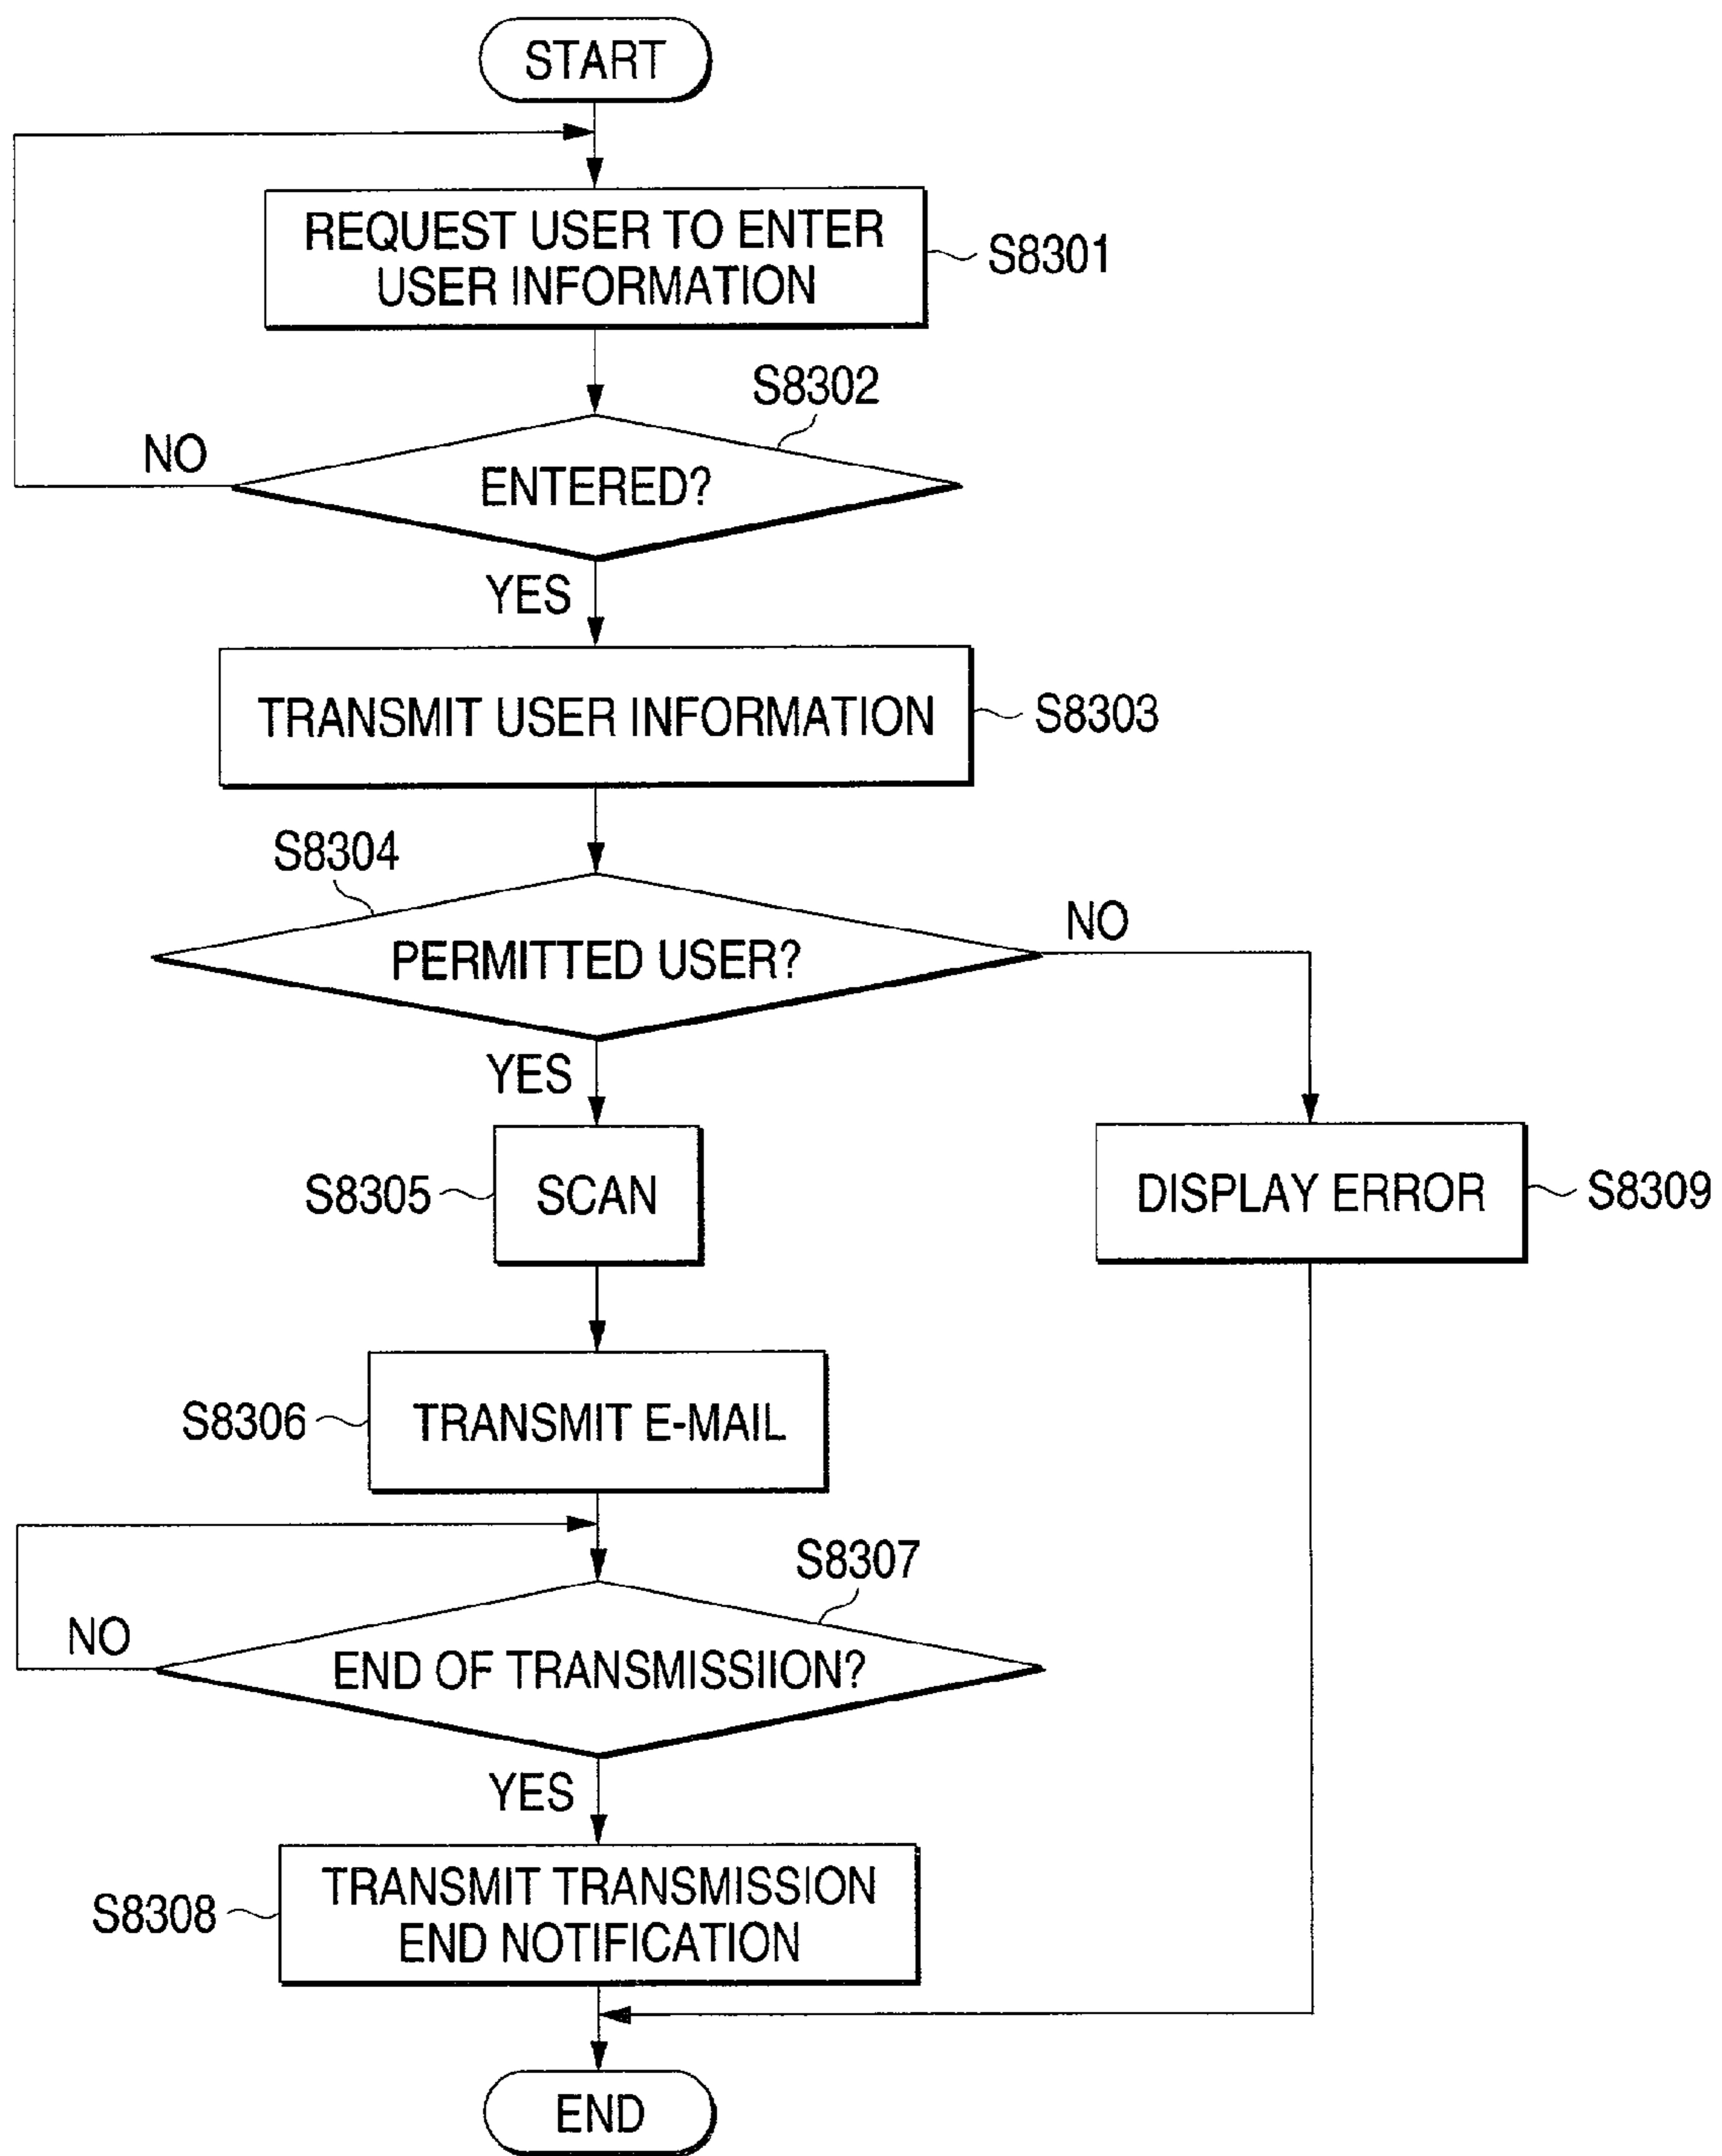 START
REQUEST USER TO ENTER
USER INFORMATION
S8301
S8302
NO
ENTERED?
YES
TRANSMIT USER INFORMATION
S8303
S8304
NO
PERMITTED USER?
YES
S8305
SCAN
DISPLAY ERROR
S8309
S8306
TRANSMIT E-MAIL
S8307
NO
END OF TRANSMISSIION?
YES
S8308
TRANSMIT TRANSMISSION
END NOTIFICATION
END